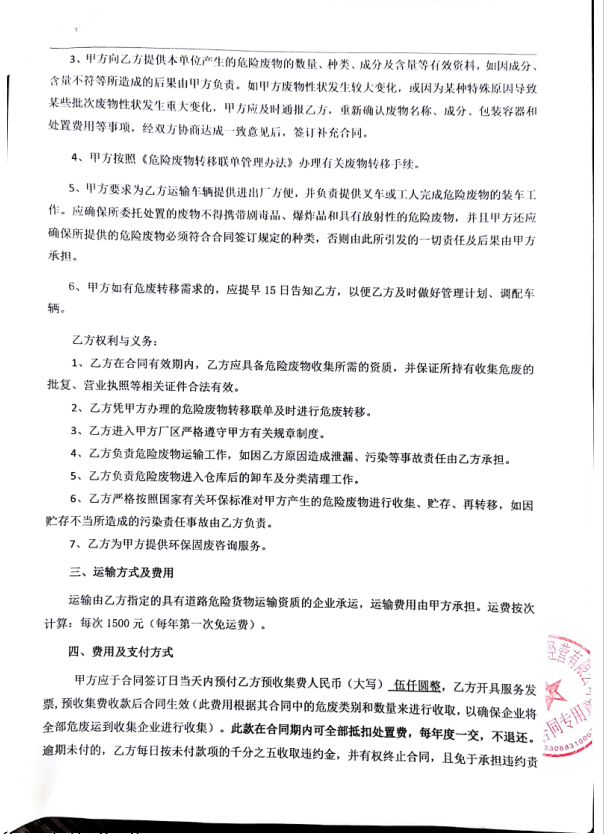 3、甲方向乙方提供本单位产生的危险废物的数量、种类、成分及含量等有效资料，如因成分、
含量不符等所造成的后果由甲方负责。如甲方废物性状发生较大变化，或因为某种特殊原因导致
某些批次废物性状发生重大变化，甲方应及时通报乙方，重新确认废物名称、成分、包装容器和
处置费用等事项，经双方协商达成一致意见后，签订补充合同。
4、甲方按照《危险废物转移联单管理办法》办理有关废物转移手续。
5、甲方要求为乙方运输车辆提供进出厂方便，并负责提供叉车或工人完成危险废物的装车工
作。应确保所委托处置的废物不得携带剧毒品、爆炸品和具有放射性的危险废物，并且甲方还应
确保所提供的危险废物必须符合合同签订规定的种类，否则由此所引发的一切责任及后果由甲方
承担。
6、甲方如有危废转移需求的，应提早 15 日告知乙方，以便乙方及时做好管理计划、调配车
辆。
乙方权利与义务：
1、乙方在合同有效期内，乙方应具备危险废物收集所需的资质，并保证所持有收集危废的
批复、营业执照等相关证件合法有效。
2、乙方凭甲方办理的危险废物转移联单及时进行危废转移。
3、乙方进入甲方厂区严格遵守甲方有关规章制度。
4、乙方负责危险废物运输工作，如因乙方原因造成泄漏、污染等事故责任由乙方承担。
5、乙方负责危险废物进入仓库后的卸车及分类清理工作。
6、乙方严格按照国家有关环保标准对甲方产生的危险废物进行收集、贮存、再转移，如因
贮存不当所造成的污染责任事故由乙方负责。
7、乙方为甲方提供环保固废咨询服务。
三、运输方式及费用
运输由乙方指定的具有道路危险货物运输资质的企业承运，运输费用由甲方承担。运费按次
计算：每次 1500 元（每年第一次免运费）。
四、费用及支付方式
甲方应于合同签订日当天内预付乙方预收集费人民币（大写） 伍仟圆整，乙方开具服务发
票，预收集费收款后合同生效（此费用根据其合同中的危废类别和数量来进行收取，以确保企业将
全部危废运到收集企业进行收集）。此款在合同期内可全部抵扣处置费，每年度一交，不退还。
逾期未付的，乙方每日按未付款项的千分之五收取违约金，并有权终止合同，且免于承担违约责
经营有限
合同专用章